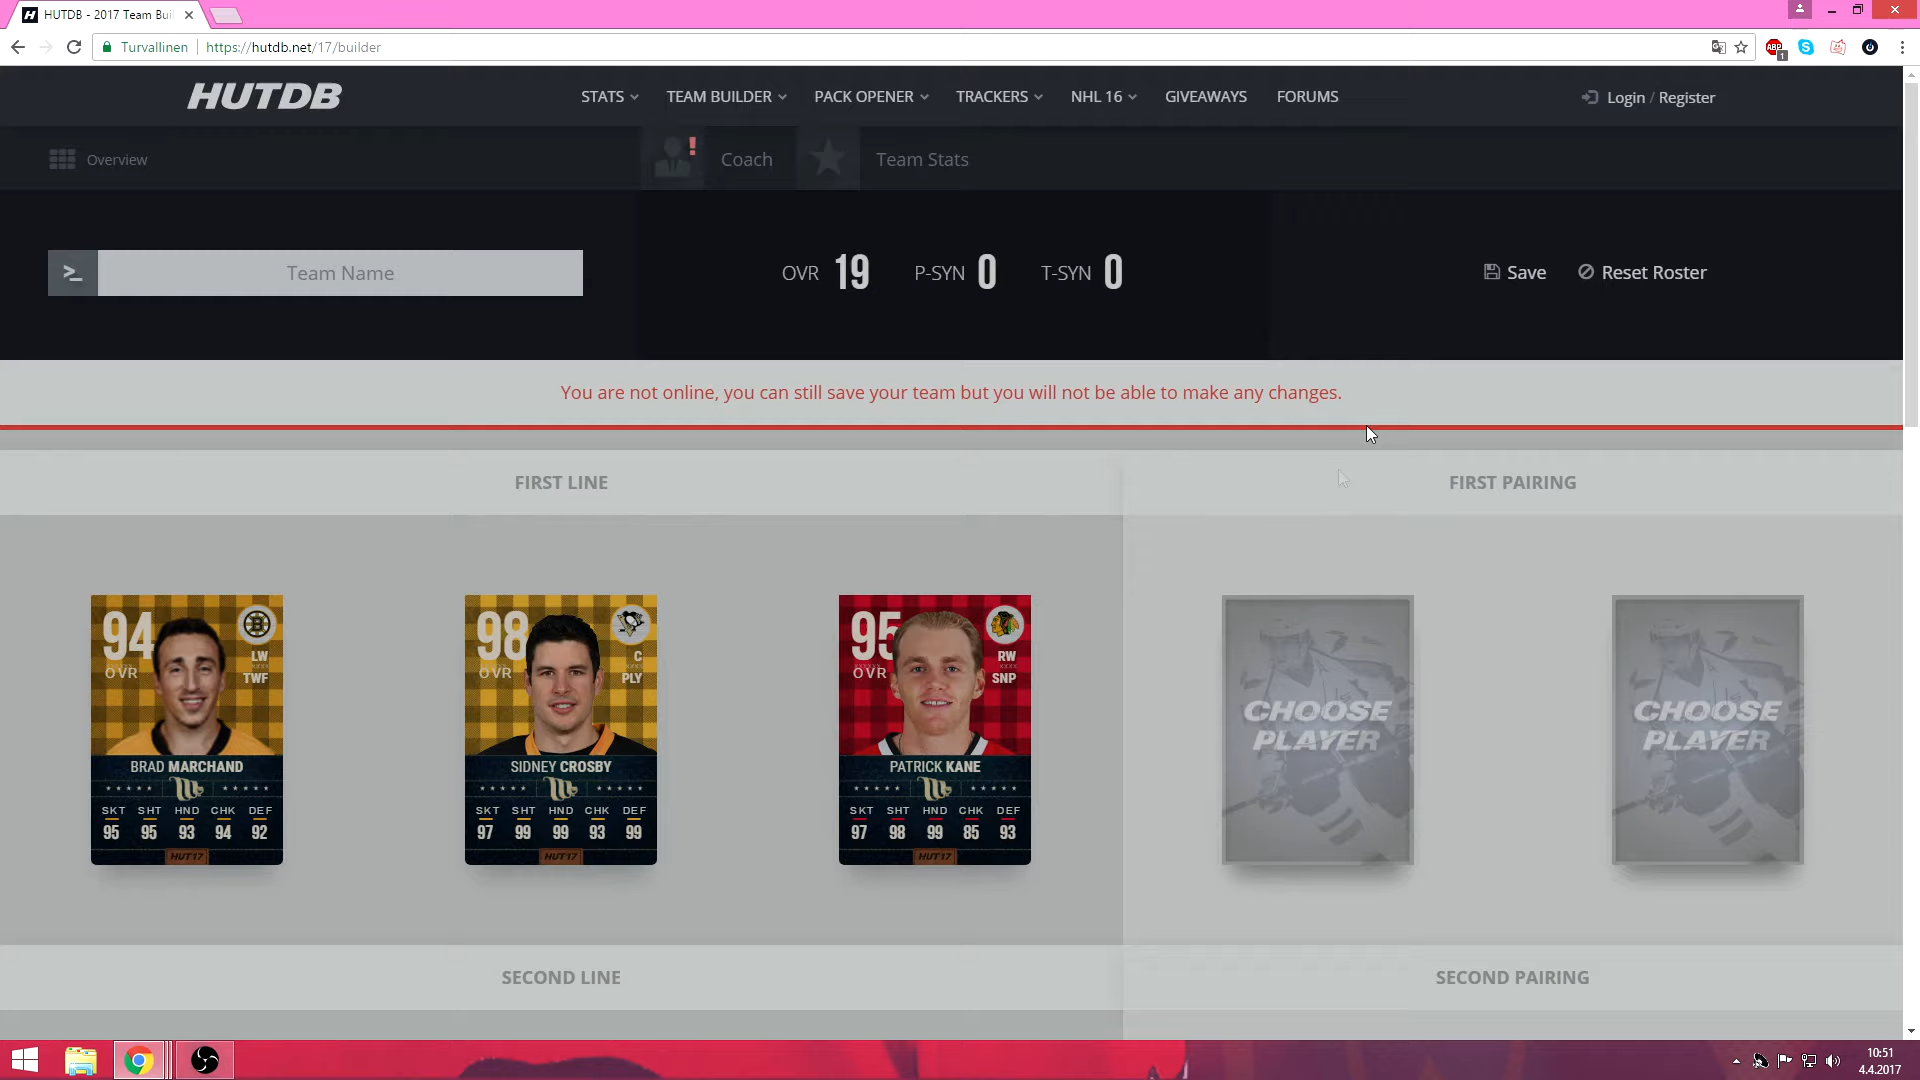 HUTDB - 2017 Team Bui
Turvallinen
https://hutdb.net/17/builder
ABP
1
HUTDB
STATS
TEAM BUILDER
PACK OPENER
TRACKERS
NHL 16
GIVEAWAYS
FORUMS
Login / Register
Overview
Coach
Team Stats
Team Name
OVR 19
P-SYN 0
T-SYN 0
Save
Reset Roster
You are not online, you can still save your team but you will not be able to make any changes.
FIRST LINE
FIRST PAIRING
94
OVR
LW
TWF
BRAD MARCHAND
SKT SHT HND CHK DEF
95 95 93 94 92
HUT17
98
OVR
C
PLY
SIDNEY CROSBY
SKT SHT HND CHK DEF
97 99 99 93 99
HUT17
95
OVR
RW
SNP
PATRICK KANE
SKT SHT HND CHK DEF
97 98 99 85 93
HUT17
CHOOSE
PLAYER
CHOOSE
PLAYER
SECOND LINE
SECOND PAIRING
10:51
4.4.2017